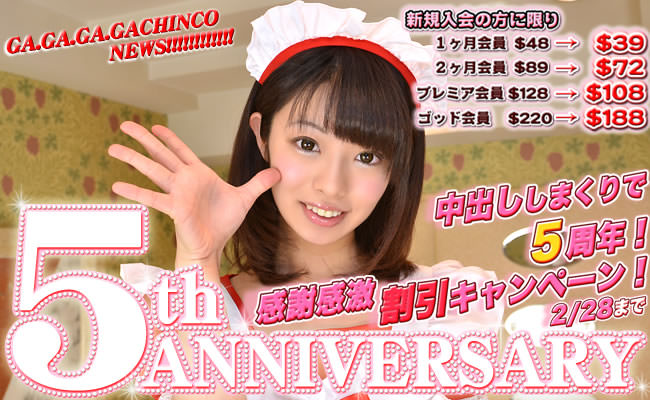 GA.GA.GA.GACHINCO
NEWS!!!!!!!!!!!!
新規入会の方に限り
1ヶ月会員 $48→$39
2ヶ月会員 $89→$72
プレミア会員 $128→$108
ゴッド会員 $220→$188
中出ししまくりで
5周年!
感謝感激 割引キャンペーン!
2/28まで
5th
ANNIVERSARY